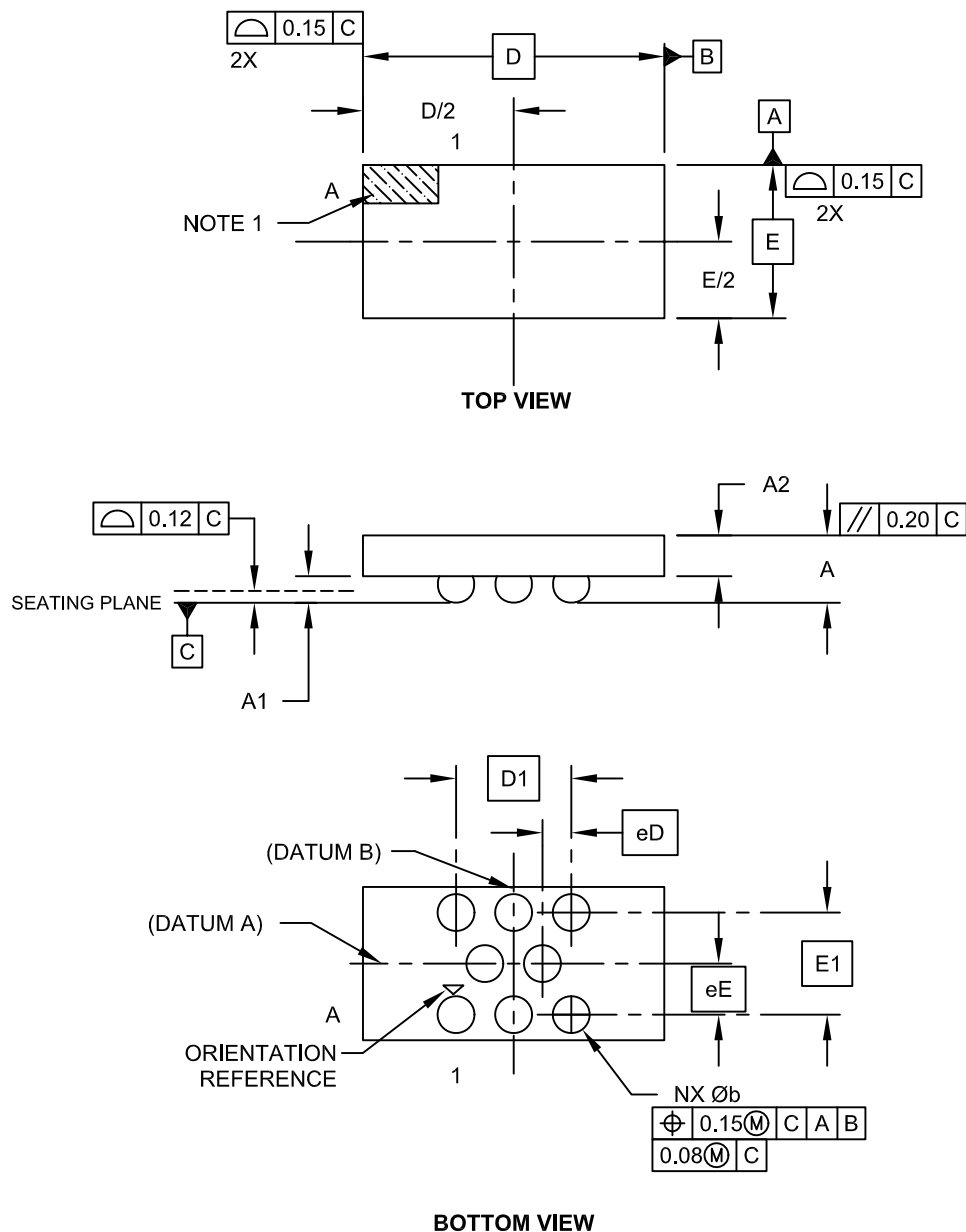 0.15 C
2X
D
B
D/2
1
A
A
0.15 C
2X
NOTE 1
E
E/2
TOP VIEW
A2
0.12 C
// 0.20 C
A
SEATING PLANE
C
A1
D1
eD
(DATUM B)
(DATUM A)
E1
eE
A
ORIENTATION
REFERENCE
1
NX Øb
⌖ 0.15Ⓜ C A B
0.08Ⓜ C
BOTTOM VIEW